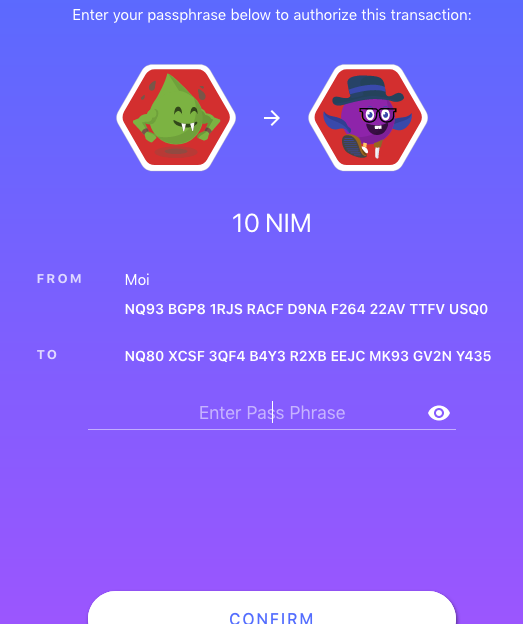 Enter your passphrase below to authorize this transaction:
10 NIM
FROM
Moi
NQ93 BGP8 1RJS RACF D9NA F264 22AV TTFV USQ0
TO
NQ80 XCSF 3QF4 B4Y3 R2XB EEJC MK93 GV2N Y435
Enter Pass Phrase
CONFIRM